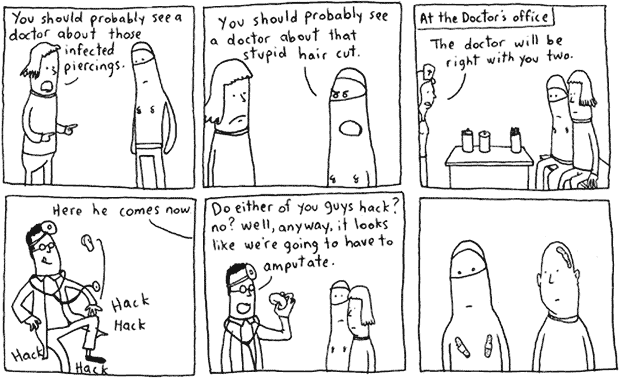 You should probably see a
doctor about those
infected
piercings.
You should probably see
a doctor about that
stupid hair cut.
At the Doctor's office
The doctor will be
right with you two.
Here he comes now
Hack
Hack
Hack
Hack
Do either of you guys hack?
no? well, anyway, it looks
like we're going to have to
amputate.